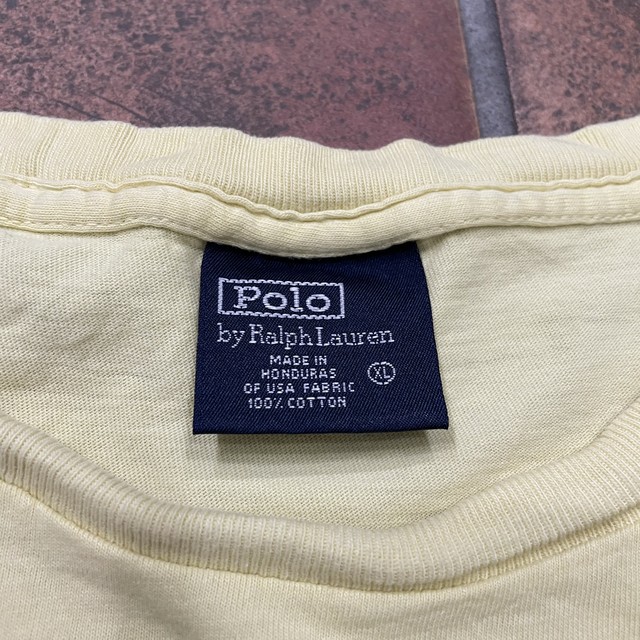 Polo
by Ralph Lauren
MADE IN
HONDURAS
OF USA FABRIC
100% COTTON
XL